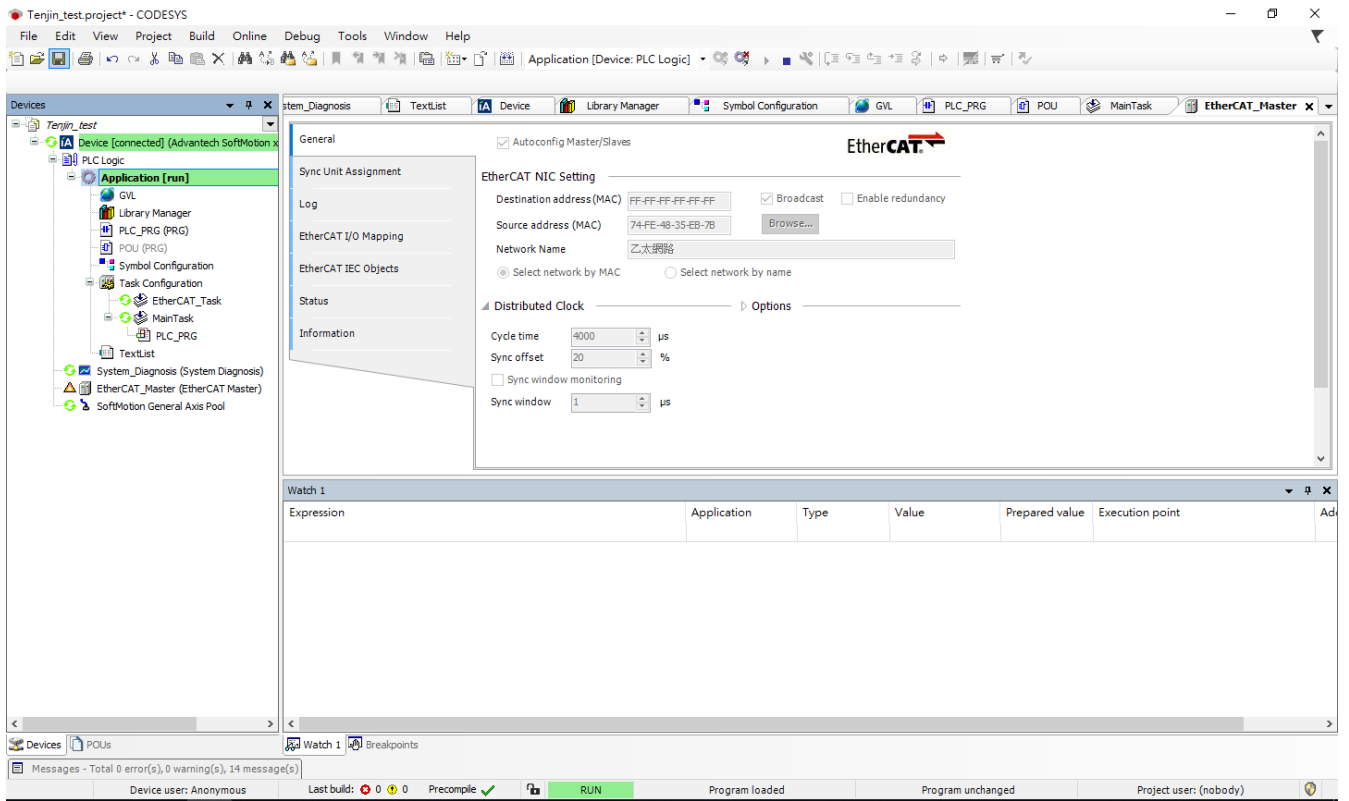 Tenjin_test.project* - CODESYS
File Edit View Project Build Online Debug Tools Window Help
Application [Device: PLC Logic]
Devices
stem_Diagnosis TextList Device Library Manager Symbol Configuration GVL PLC_PRG POU MainTask EtherCAT_Master
Tenjin_test
Device [connected] (Advantech SoftMotion x
PLC Logic
Application [run]
GVL
Library Manager
PLC_PRG (PRG)
POU (PRG)
Symbol Configuration
Task Configuration
EtherCAT_Task
MainTask
PLC_PRG
TextList
System_Diagnosis (System Diagnosis)
EtherCAT_Master (EtherCAT Master)
SoftMotion General Axis Pool
General
Sync Unit Assignment
Log
EtherCAT I/O Mapping
EtherCAT IEC Objects
Status
Information
Autoconfig Master/Slaves
EtherCAT
EtherCAT NIC Setting
Destination address (MAC) FF-FF-FF-FF-FF-FF Broadcast Enable redundancy
Source address (MAC) 74-FE-48-35-EB-7B Browse...
Network Name 乙太網路
Select network by MAC Select network by name
Distributed Clock Options
Cycle time 4000 µs
Sync offset 20 %
Sync window monitoring
Sync window 1 µs
Watch 1
Expression Application Type Value Prepared value Execution point Add
Devices POUs
Watch 1 Breakpoints
Messages - Total 0 error(s), 0 warning(s), 14 message(s)
Device user: Anonymous Last build: 0 0 Precompile RUN Program loaded Program unchanged Project user: (nobody)